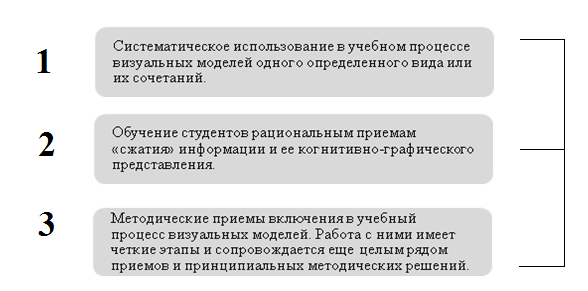 1
Систематическое использование в учебном процессе
визуальных моделей одного определенного вида или
их сочетаний.
2
Обучение студентов рациональным приемам
«сжатия» информации и ее когнитивно-графического
представления.
3
Методические приемы включения в учебный
процесс визуальных моделей. Работа с ними имеет
четкие этапы и сопровождается еще целым рядом
приемов и принципиальных методических решений.